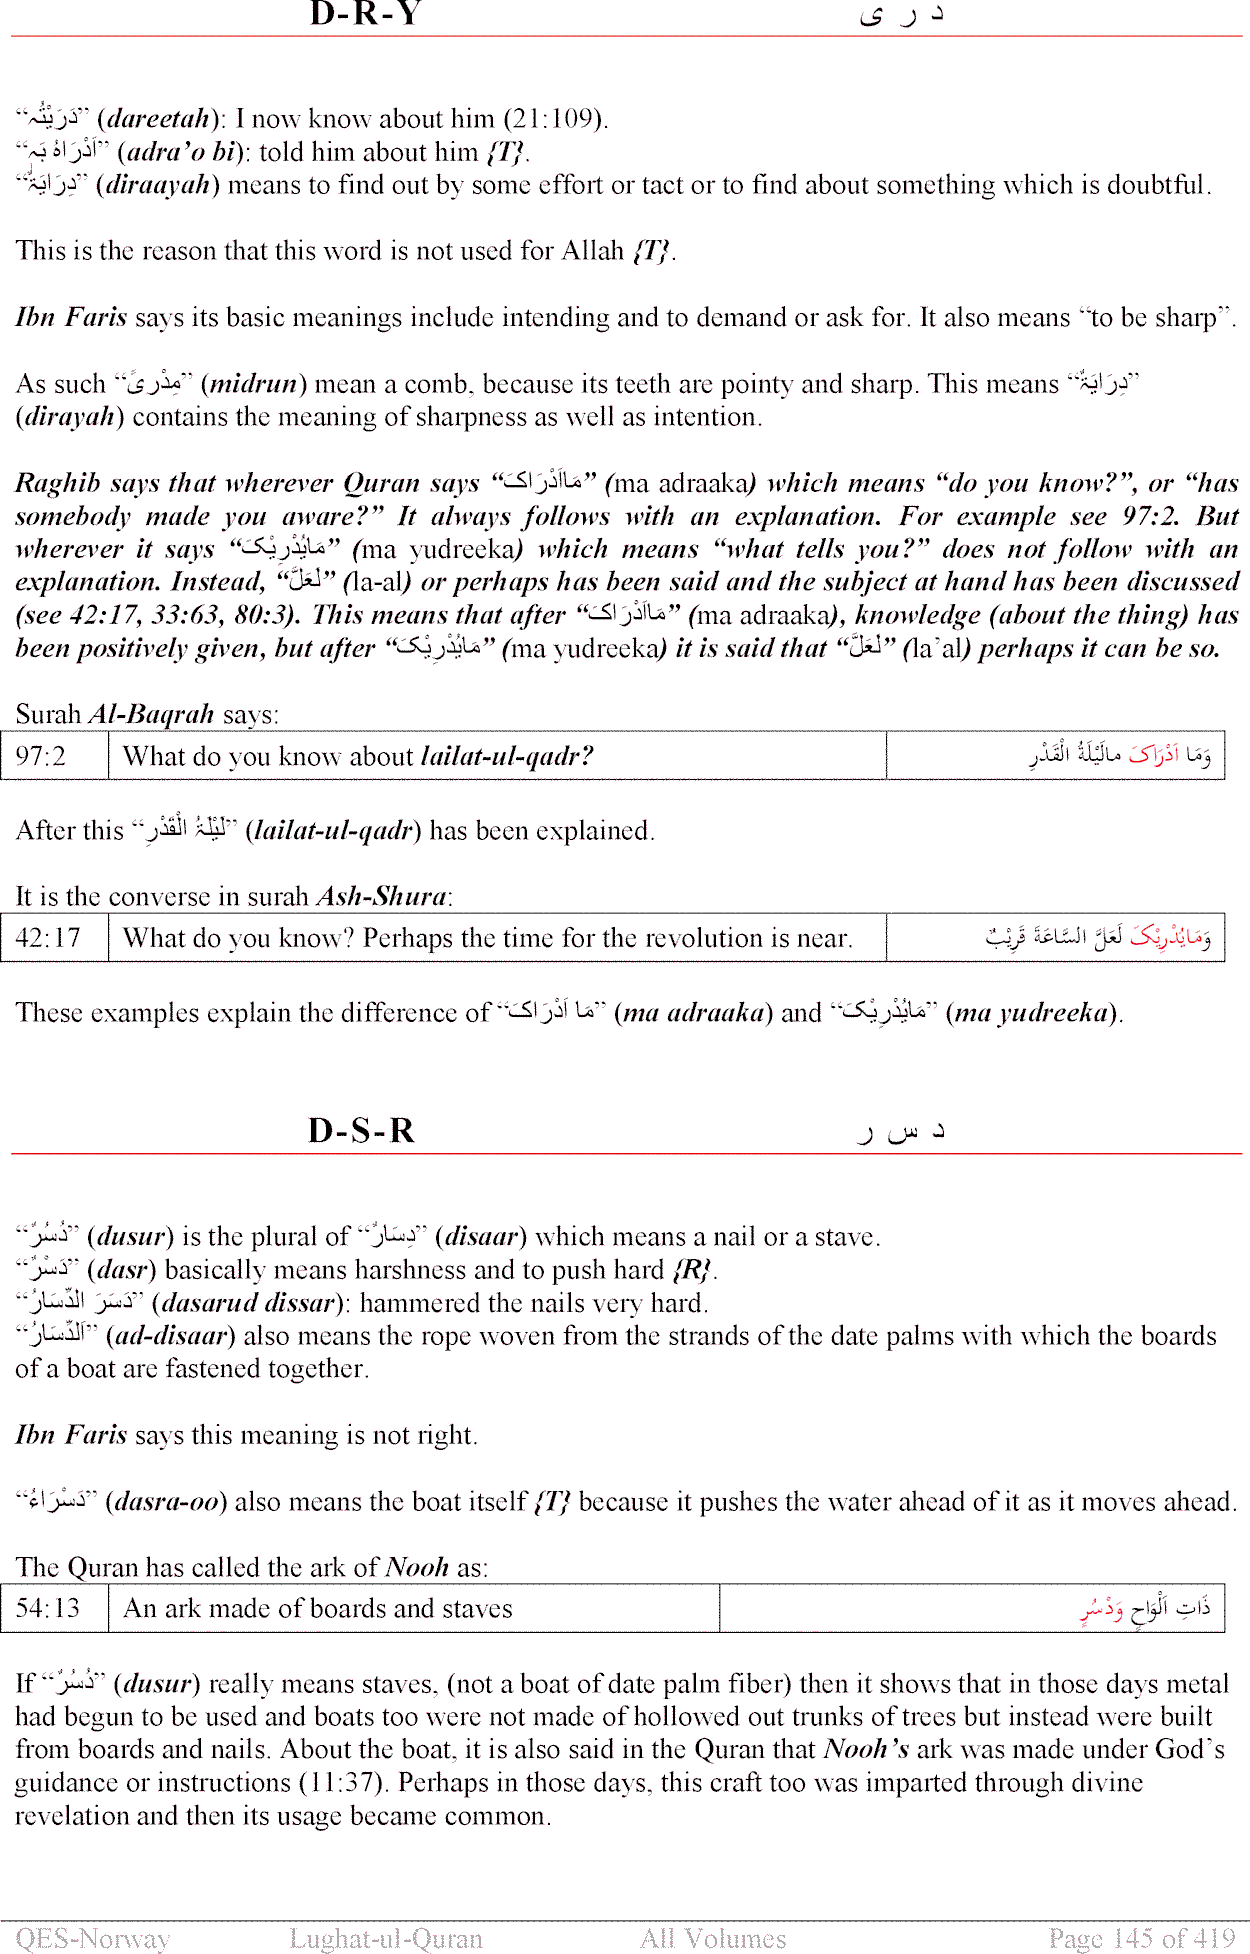 D-R-Y د ر ی
“دَرَیْتُہ” (dareetah): I now know about him (21:109).
“اَدْرَاہُ بَہٖ” (adra’o bi): told him about him {T}.
“دِرَایَۃٌ” (diraayah) means to find out by some effort or tact or to find about something which is doubtful.
This is the reason that this word is not used for Allah {T}.
Ibn Faris says its basic meanings include intending and to demand or ask for. It also means “to be sharp”.
As such “مِدْریً” (midrun) mean a comb, because its teeth are pointy and sharp. This means “دِرَایَۃٌ”
(dirayah) contains the meaning of sharpness as well as intention.
Raghib says that wherever Quran says “مَااَدْرَاکَ” (ma adraaka) which means “do you know?”, or “has
somebody made you aware?” It always follows with an explanation. For example see 97:2. But
wherever it says “مَایُدْرِیْکَ” (ma yudreeka) which means “what tells you?” does not follow with an
explanation. Instead, “لَعَلَّ” (la-al) or perhaps has been said and the subject at hand has been discussed
(see 42:17, 33:63, 80:3). This means that after “مَااَدْرَاکَ” (ma adraaka), knowledge (about the thing) has
been positively given, but after “مَایُدْرِیْکَ” (ma yudreeka) it is said that “لَعَلَّ” (la’al) perhaps it can be so.
Surah Al-Baqrah says:
97:2 What do you know about lailat-ul-qadr? وَمَا اَدْرَاکَ مالَیْلَۃُ الْقَدْرِ
After this “لَیْلَۃُ الْقَدْرِ” (lailat-ul-qadr) has been explained.
It is the converse in surah Ash-Shura:
42:17 What do you know? Perhaps the time for the revolution is near. وَمَایُدْرِیْکَ لَعَلَّ السَّاعَۃَ قَرِیْبٌ
These examples explain the difference of “مَا اَدْرَاکَ” (ma adraaka) and “مَایُدْرِیْکَ” (ma yudreeka).
D-S-R د س ر
“دُسُرٌ” (dusur) is the plural of “دِسَارٌ” (disaar) which means a nail or a stave.
“دَسْرٌ” (dasr) basically means harshness and to push hard {R}.
“دَسَرَ الدِّسَارُ” (dasarud dissar): hammered the nails very hard.
“اَلدِّسَارُ” (ad-disaar) also means the rope woven from the strands of the date palms with which the boards
of a boat are fastened together.
Ibn Faris says this meaning is not right.
“دَسْرَاءُ” (dasra-oo) also means the boat itself {T} because it pushes the water ahead of it as it moves ahead.
The Quran has called the ark of Nooh as:
54:13 An ark made of boards and staves ذَاتِ اَلْوَاحٍ وَدْسُرٍ
If “دُسُرٌ” (dusur) really means staves, (not a boat of date palm fiber) then it shows that in those days metal
had begun to be used and boats too were not made of hollowed out trunks of trees but instead were built
from boards and nails. About the boat, it is also said in the Quran that Nooh’s ark was made under God’s
guidance or instructions (11:37). Perhaps in those days, this craft too was imparted through divine
revelation and then its usage became common.
QES-Norway Lughat-ul-Quran All Volumes Page 145 of 419